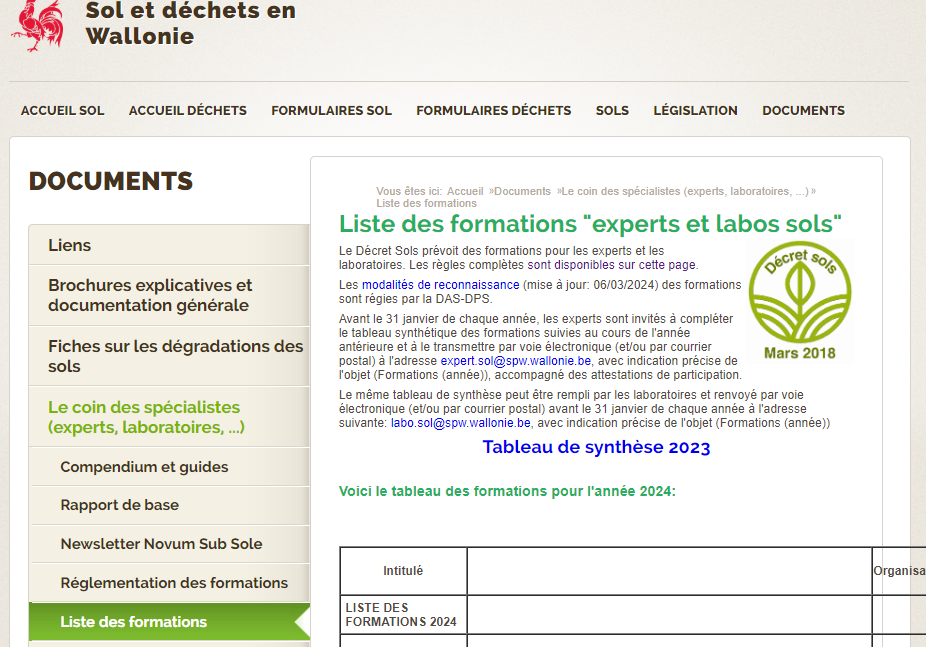 Sol et déchets en
Wallonie
ACCUEIL SOL ACCUEIL DÉCHETS FORMULAIRES SOL FORMULAIRES DÉCHETS SOLS LÉGISLATION DOCUMENTS
DOCUMENTS
Liens
Brochures explicatives et
documentation générale
Fiches sur les dégradations des
sols
Le coin des spécialistes
(experts, laboratoires, ...)
Compendium et guides
Rapport de base
Newsletter Novum Sub Sole
Réglementation des formations
Liste des formations
Vous êtes ici: Accueil »Documents »Le coin des spécialistes (experts, laboratoires, ...) »
Liste des formations
Liste des formations "experts et labos sols"
Le Décret Sols prévoit des formations pour les experts et les
laboratoires. Les règles complètes sont disponibles sur cette page.
Les modalités de reconnaissance (mise à jour: 06/03/2024) des formations
sont régies par la DAS-DPS.
Avant le 31 janvier de chaque année, les experts sont invités à compléter
le tableau synthétique des formations suivies au cours de l'année
antérieure et à le transmettre par voie électronique (et/ou par courrier
postal) à l'adresse expert.sol@spw.wallonie.be, avec indication précise de
l'objet (Formations (année)), accompagné des attestations de participation.
Décret sols
Mars 2018
Le même tableau de synthèse peut être rempli par les laboratoires et renvoyé par voie
électronique (et/ou par courrier postal) avant le 31 janvier de chaque année à l'adresse
suivante: labo.sol@spw.wallonie.be, avec indication précise de l'objet (Formations (année))
Tableau de synthèse 2023
Voici le tableau des formations pour l'année 2024:
Intitulé Organisa
LISTE DES
FORMATIONS 2024